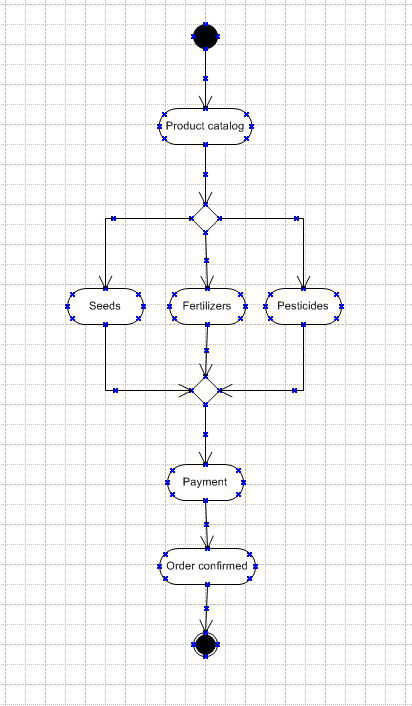 Product catalog
Seeds
Fertilizers
Pesticides
Payment
Order confirmed